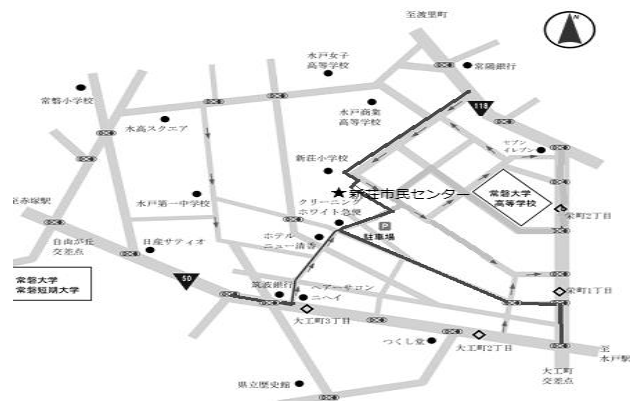 至渡里町
水戸女子
高等学校
常陽銀行
常磐小学校
118
水高スクエア
水戸商業
高等学校
セブン
イレブン
新荘小学校
★新荘市民センター
水戸第一中学校
クリーニング
ホワイト急便
常磐大学
高等学校
至赤塚駅
P
駐車場
栄町2丁目
自由が丘
交差点
日産サティオ
ホテル
ニュー清香
常磐大学
常磐短期大学
50
筑波銀行
ヘアーサロン
ニヘイ
栄町1丁目
大工町3丁目
つくし堂
大工町2丁目
至
水戸駅
大工町
交差点
県立歴史館